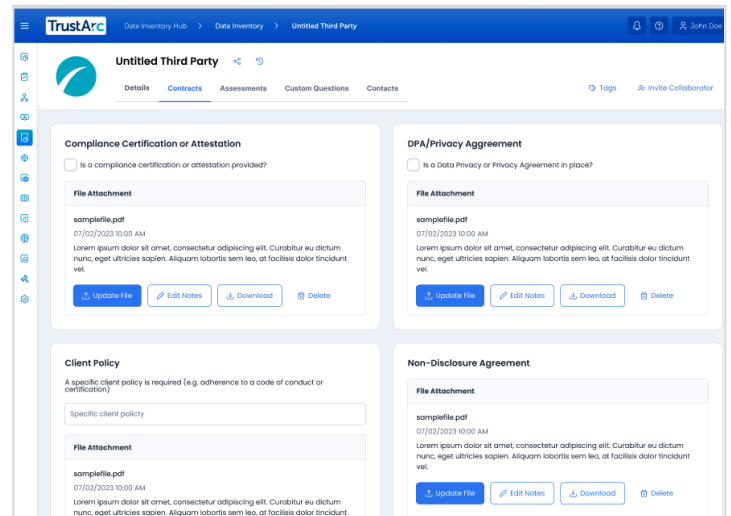 TrustArc
Data Inventory Hub > Data Inventory > Untitled Third Party
John Doe
Untitled Third Party
Details Contracts Assessments Custom Questions Contacts
Tags Invite Collaborator
Compliance Certification or Attestation
Is a compliance certification or attestation provided?
File Attachment
samplefile.pdf
07/02/2023 10:00 AM
Lorem ipsum dolor sit amet, consectetur adipiscing elit. Curabitur eu dictum
nunc, eget ultricies sapien. Aliquam lobortis sem leo, at facilisis dolor tincidunt
vel.
Update File Edit Notes Download Delete
DPA/Privacy Aggreement
Is a Data Privacy or Privacy Agreement in place?
File Attachment
samplefile.pdf
07/02/2023 10:00 AM
Lorem ipsum dolor sit amet, consectetur adipiscing elit. Curabitur eu dictum
nunc, eget ultricies sapien. Aliquam lobortis sem leo, at facilisis dolor tincidunt
vel.
Update File Edit Notes Download Delete
Client Policy
A specific client policy is required (e.g. adherence to a code of conduct or
certification)
Specific client policty
File Attachment
samplefile.pdf
07/02/2023 10:00 AM
Lorem ipsum dolor sit amet, consectetur adipiscing elit. Curabitur eu dictum
nunc, eget ultricies sapien. Aliquam lobortis sem leo, at facilisis dolor tincidunt
Non-Disclosure Agreement
File Attachment
samplefile.pdf
07/02/2023 10:00 AM
Lorem ipsum dolor sit amet, consectetur adipiscing elit. Curabitur eu dictum
nunc, eget ultricies sapien. Aliquam lobortis sem leo, at facilisis dolor tincidunt
vel.
Update File Edit Notes Download Delete